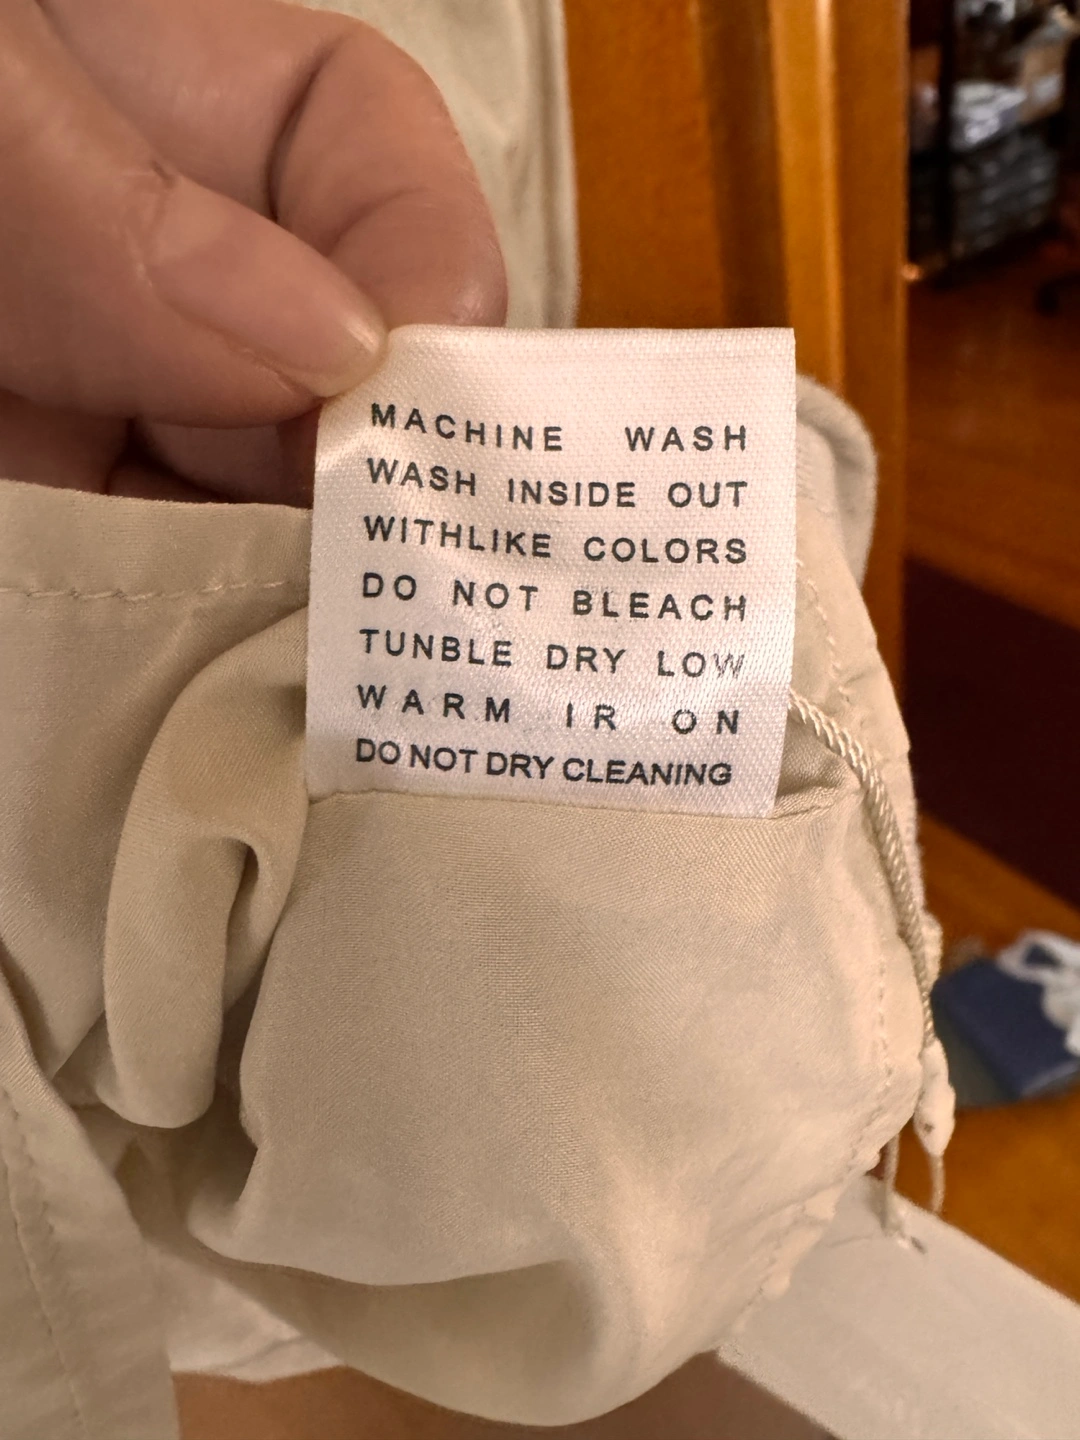 MACHINE WASH
WASH INSIDE OUT
WITHLIKE COLORS
DO NOT BLEACH
TUNBLE DRY LOW
WARM IR ON
DO NOT DRY CLEANING